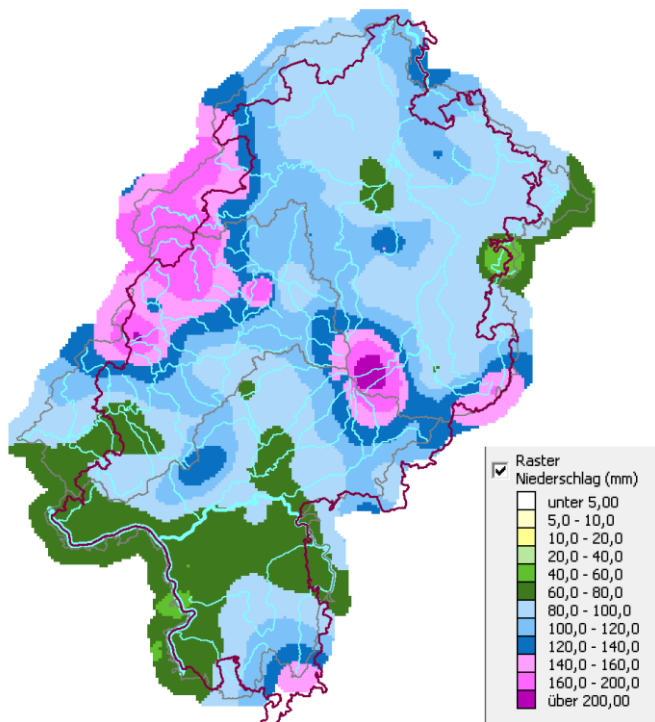 Raster
Niederschlag (mm)
unter 5,00
5,0 - 10,0
10,0 - 20,0
20,0 - 40,0
40,0 - 60,0
60,0 - 80,0
80,0 - 100,0
100,0 - 120,0
120,0 - 140,0
140,0 - 160,0
160,0 - 200,0
über 200,00